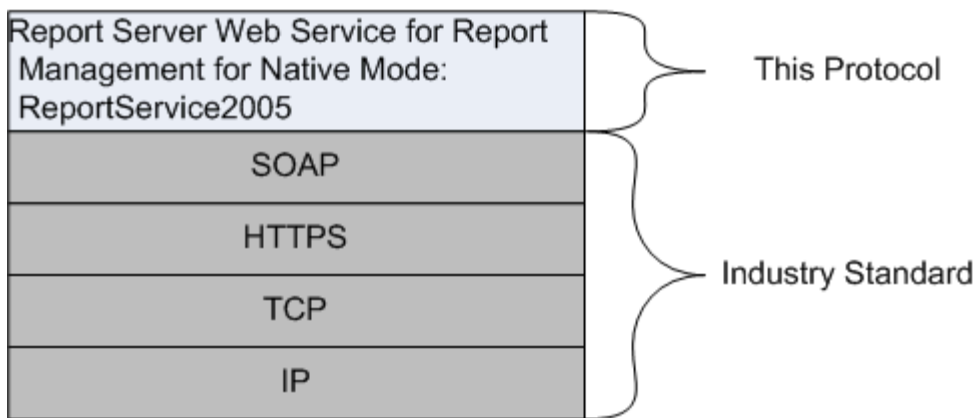 Report Server Web Service for Report
Management for Native Mode:
ReportService2005
This Protocol
SOAP
HTTPS
TCP
IP
Industry Standard